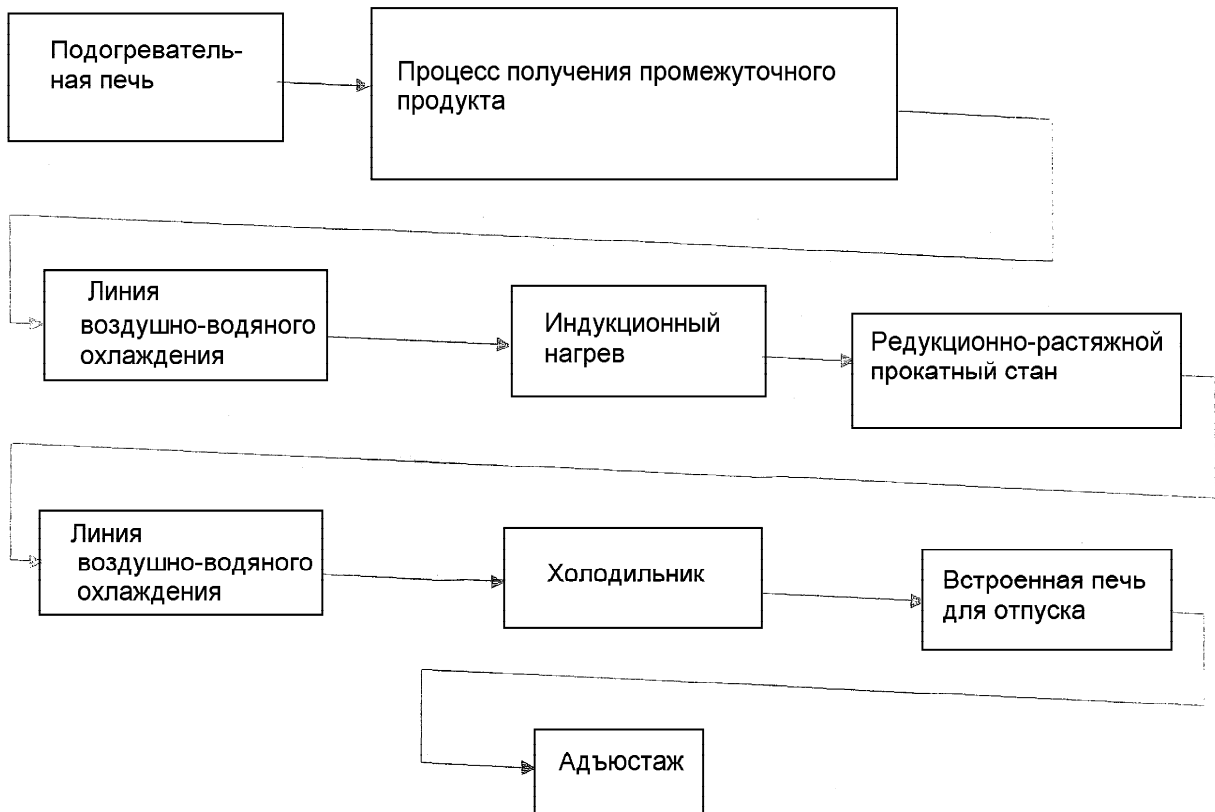 Подогреватель-
ная печь
Процесс получения промежуточного
продукта
Линия
воздушно-водяного
охлаждения
Индукционный
нагрев
Редукционно-растяжной
прокатный стан
Линия
воздушно-водяного
охлаждения
Холодильник
Встроенная печь
для отпуска
Адъюстаж